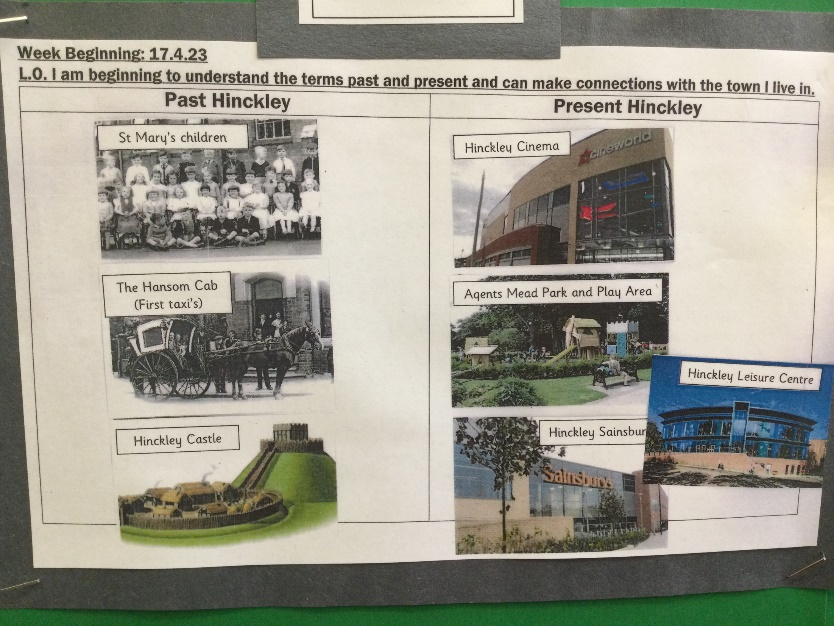 Week Beginning: 17.4.23
L.O. I am beginning to understand the terms past and present and can make connections with the town I live in.
Past Hinckley
St Mary's children
The Hansom Cab
(First taxi's)
Hinckley Castle
Present Hinckley
Hinckley Cinema
cineworld
Agents Mead Park and Play Area
Hinckley Leisure Centre
Hinckley Sainsbur
Sainsbury's